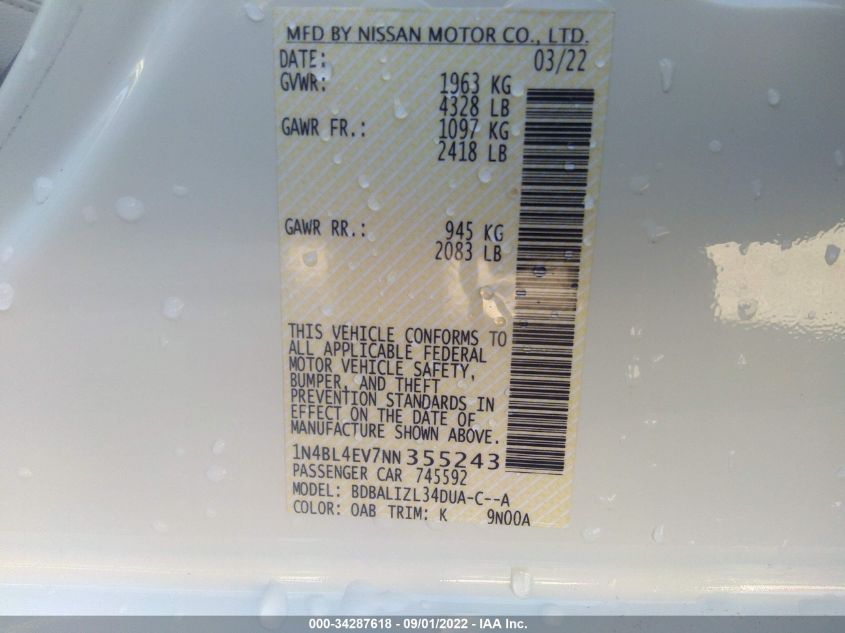 MFD BY NISSAN MOTOR CO., LTD.
DATE: 03/22
GVWR: 1963 KG
4328 LB
GAWR FR.: 1097 KG
2418 LB
GAWR RR.: 945 KG
2083 LB
THIS VEHICLE CONFORMS TO
ALL APPLICABLE FEDERAL
MOTOR VEHICLE SAFETY,
BUMPER, AND THEFT
PREVENTION STANDARDS IN
EFFECT ON THE DATE OF
MANUFACTURE SHOWN ABOVE.
1N4BL4EV7NN355243
PASSENGER CAR 745592
MODEL: BDBALIZL34DUA-C--A
COLOR: OAB TRIM: K 9N00A
000-34287618 - 09/01/2022 - IAA Inc.